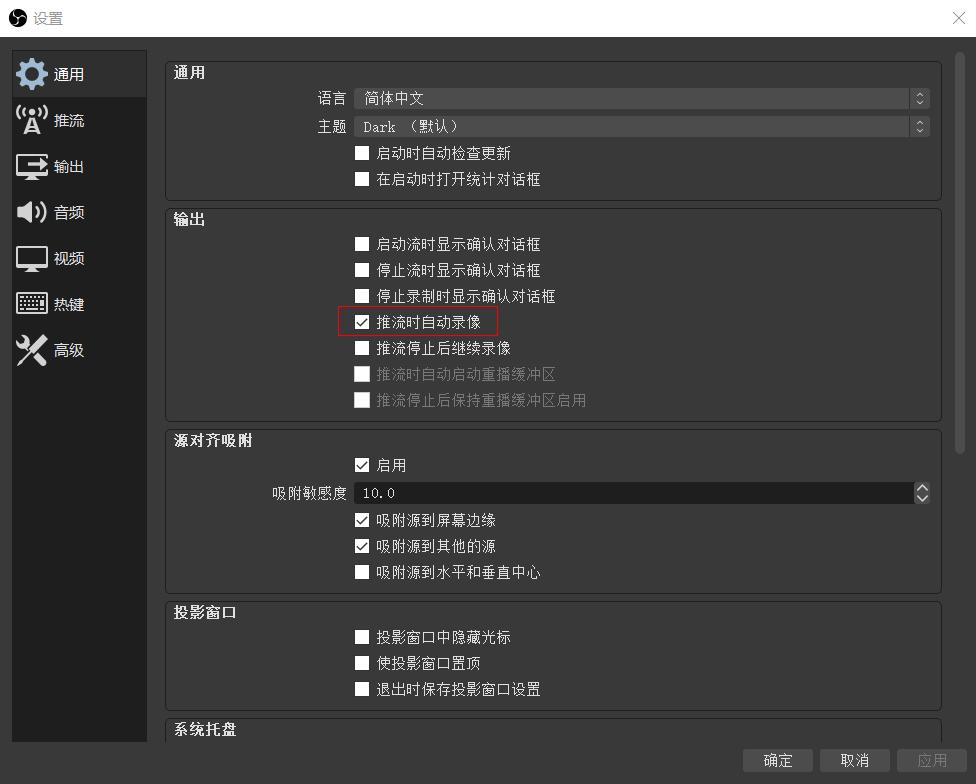 设置
通用
推流
输出
音频
视频
热键
高级
通用
语言 简体中文
主题 Dark （默认）
启动时自动检查更新
在启动时打开统计对话框
输出
启动流时显示确认对话框
停止流时显示确认对话框
停止录制时显示确认对话框
推流时自动录像
推流停止后继续录像
推流时自动启动重播缓冲区
推流停止后保持重播缓冲区启用
源对齐吸附
启用
吸附敏感度 10.0
吸附源到屏幕边缘
吸附源到其他的源
吸附源到水平和垂直中心
投影窗口
投影窗口中隐藏光标
使投影窗口置顶
退出时保存投影窗口设置
系统托盘
确定 取消 应用